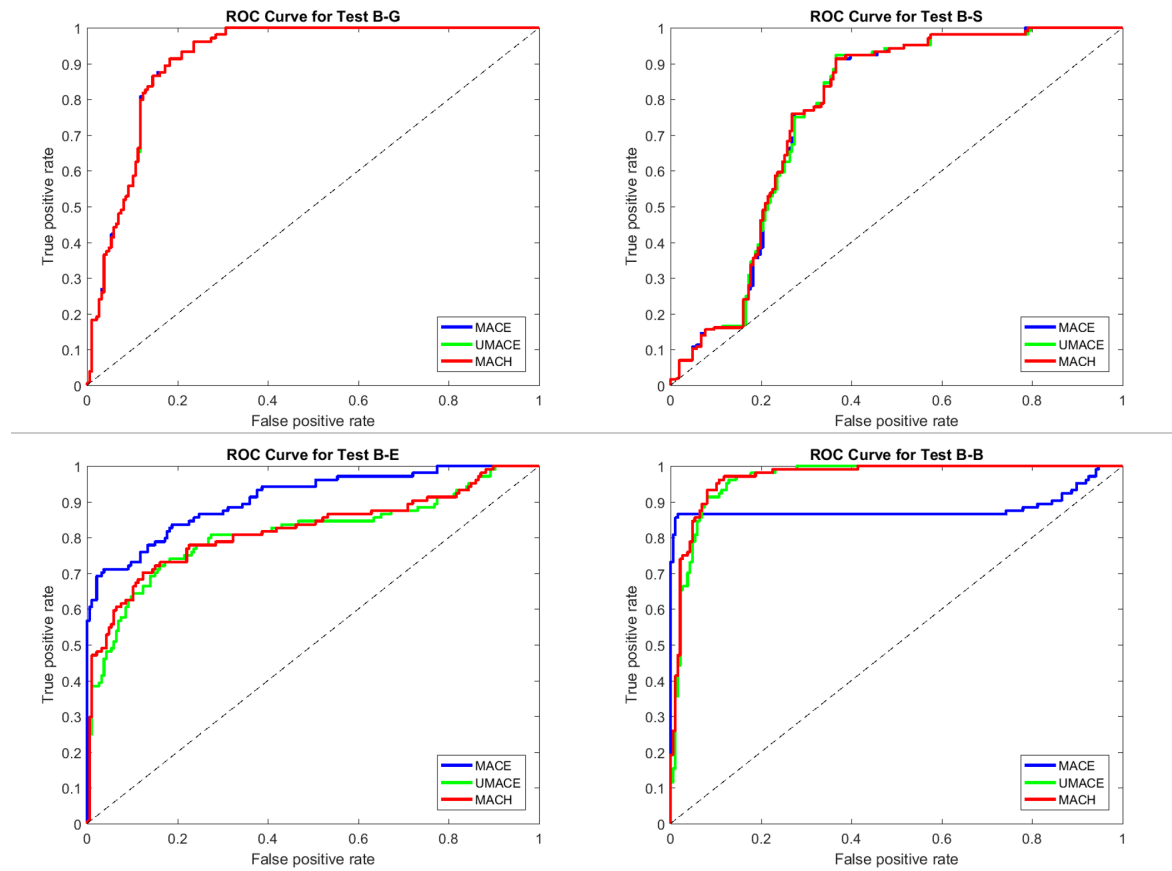 ROC Curve for Test B-G
1
0.9
0.8
0.7
0.6
0.5
0.4
0.3
0.2
0.1
0
True positive rate
0 0.2 0.4 0.6 0.8 1
False positive rate
MACE
UMACE
MACH
ROC Curve for Test B-S
1
0.9
0.8
0.7
0.6
0.5
0.4
0.3
0.2
0.1
0
True positive rate
0 0.2 0.4 0.6 0.8 1
False positive rate
MACE
UMACE
MACH
ROC Curve for Test B-E
1
0.9
0.8
0.7
0.6
0.5
0.4
0.3
0.2
0.1
0
True positive rate
0 0.2 0.4 0.6 0.8 1
False positive rate
MACE
UMACE
MACH
ROC Curve for Test B-B
1
0.9
0.8
0.7
0.6
0.5
0.4
0.3
0.2
0.1
0
True positive rate
0 0.2 0.4 0.6 0.8 1
False positive rate
MACE
UMACE
MACH